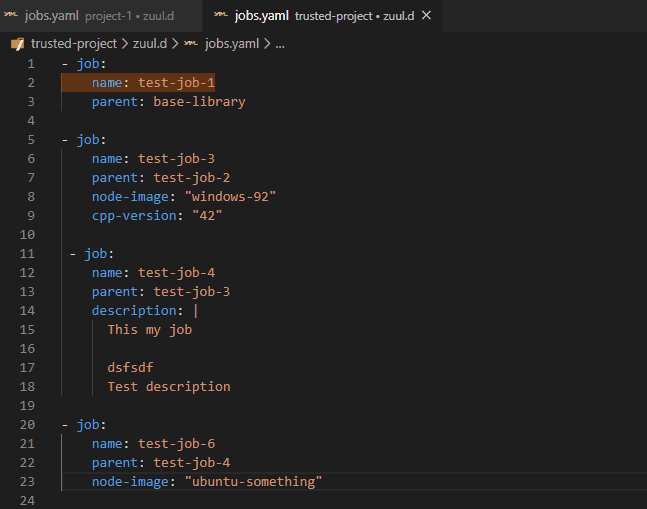 YAML jobs.yaml project-1 • zuul.d YAML jobs.yaml trusted-project • zuul.d ×
trusted-project > zuul.d > YAML jobs.yaml > ...
1 - job:
2     name: test-job-1
3     parent: base-library
4
5 - job:
6     name: test-job-3
7     parent: test-job-2
8     node-image: "windows-92"
9     cpp-version: "42"
10
11  - job:
12     name: test-job-4
13     parent: test-job-3
14     description: |
15       This my job
16
17       dsfsdf
18       Test description
19
20 - job:
21     name: test-job-6
22     parent: test-job-4
23     node-image: "ubuntu-something"
24